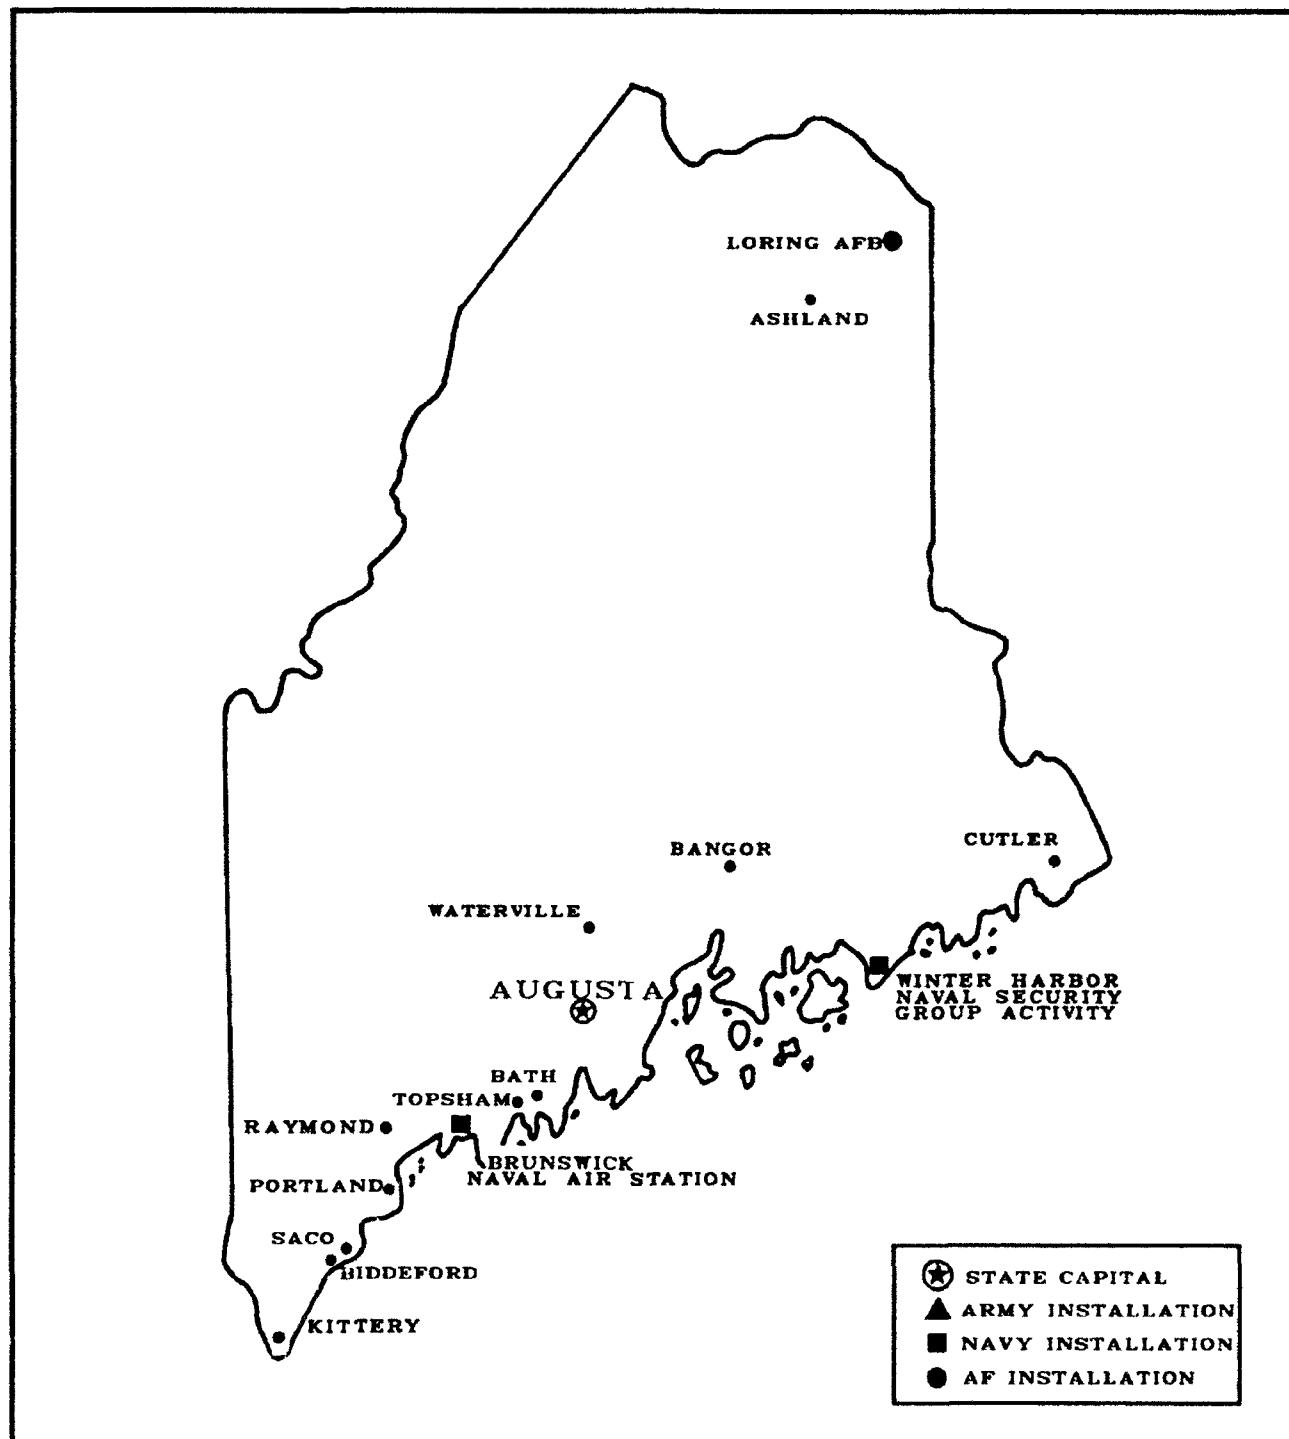 LORING AFB
ASHLAND
CUTLER
BANGOR
WATERVILLE
AUGUSTA
WINTER HARBOR
NAVAL SECURITY
GROUP ACTIVITY
BATH
TOPSHAM
RAYMOND
BRUNSWICK
NAVAL AIR STATION
PORTLAND
SACO
BIDDEFORD
KITTERY
STATE CAPITAL
ARMY INSTALLATION
NAVY INSTALLATION
AF INSTALLATION